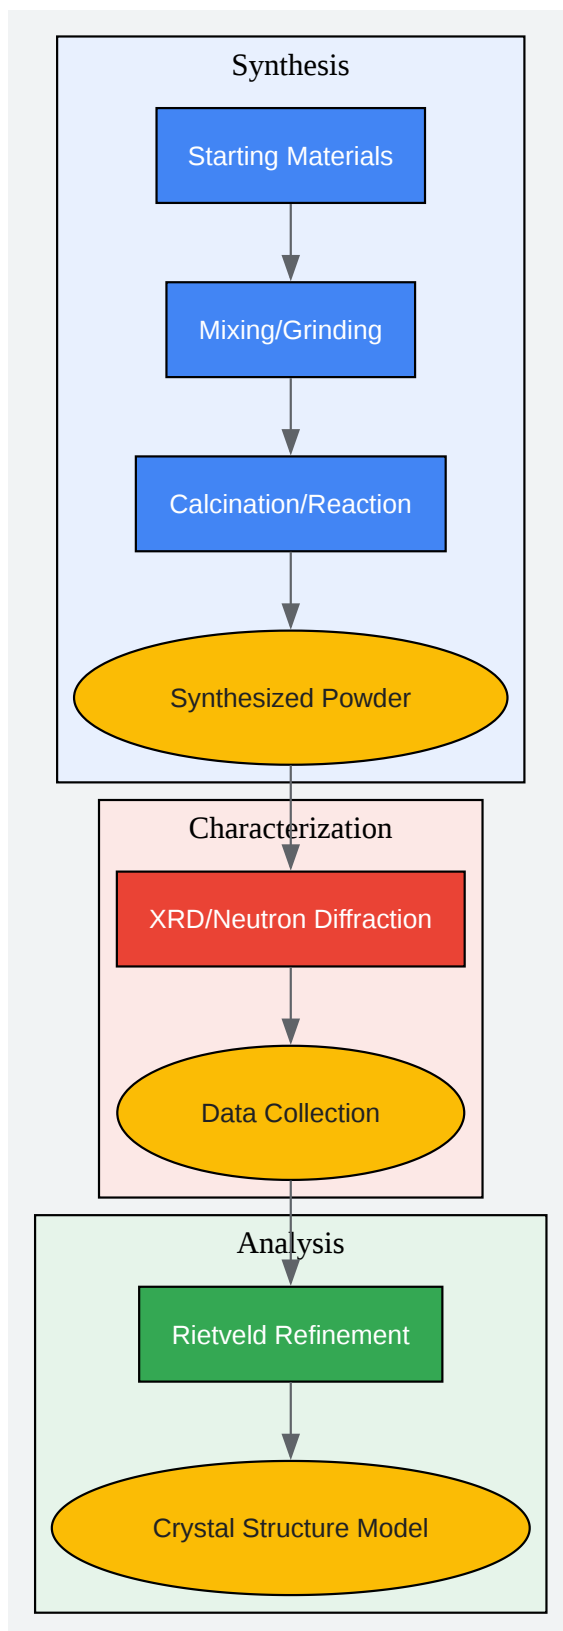 Synthesis
Starting Materials
Mixing/Grinding
Calcination/Reaction
Synthesized Powder
Characterization
XRD/Neutron Diffraction
Data Collection
Analysis
Rietveld Refinement
Crystal Structure Model